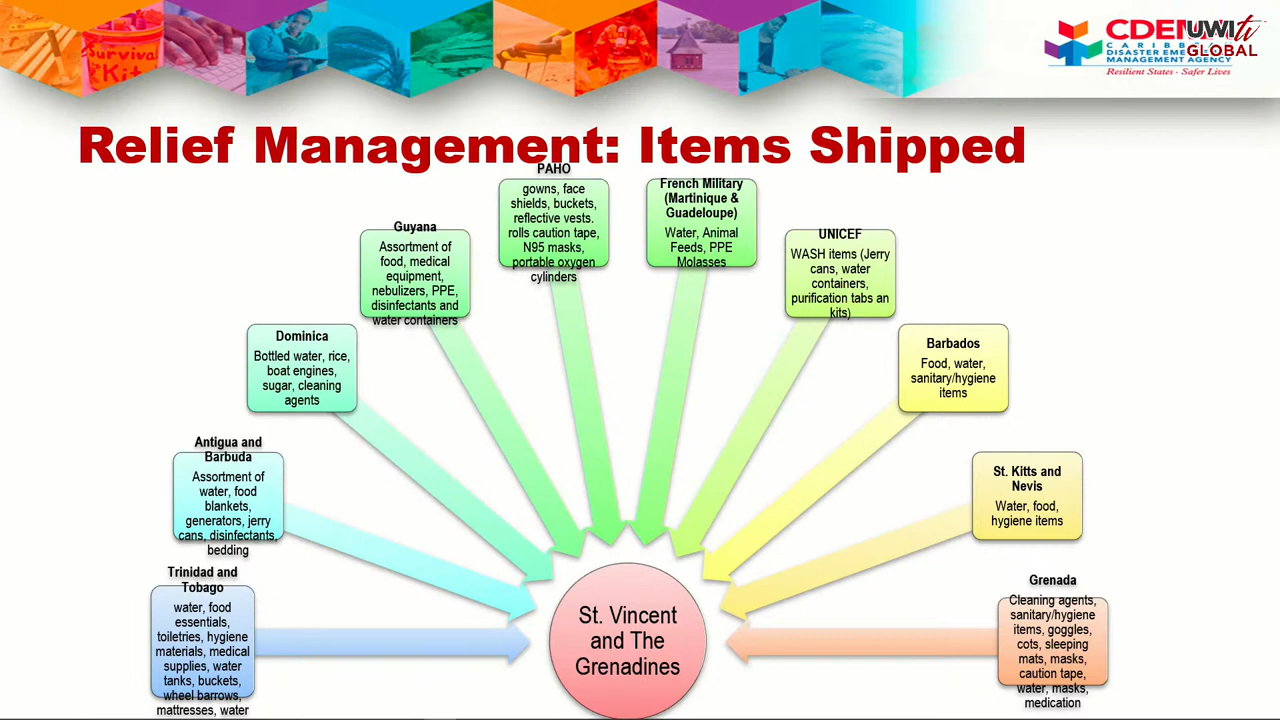 Survival
Kit
CDEM
UWI tv
GLOBAL
DISASTER EME
MANAGEMENT AGENCY
Resilient States - Safer Lives
Relief Management: Items Shipped
PAHO
gowns, face
shields, buckets,
reflective vests.
rolls caution tape,
N95 masks,
portable oxygen
cylinders
French Military
(Martinique &
Guadeloupe)
Water, Animal
Feeds, PPE
Molasses
Guyana
Assortment of
food, medical
equipment,
nebulizers, PPE,
disinfectants and
water containers
UNICEF
WASH items (Jerry
cans, water
containers,
purification tabs an
kits)
Dominica
Bottled water, rice,
boat engines,
sugar, cleaning
agents
Barbados
Food, water,
sanitary/hygiene
items
Antigua and
Barbuda
Assortment of
water, food
blankets,
generators, jerry
cans, disinfectants,
bedding
St. Kitts and
Nevis
Water, food,
hygiene items
Trinidad and
Tobago
water, food
essentials,
toiletries, hygiene
materials, medical
supplies, water
tanks, buckets,
wheel barrows,
mattresses, water
Grenada
Cleaning agents,
sanitary/hygiene
items, goggles,
cots, sleeping
mats, masks,
caution tape,
water, masks,
medication
St. Vincent
and The
Grenadines